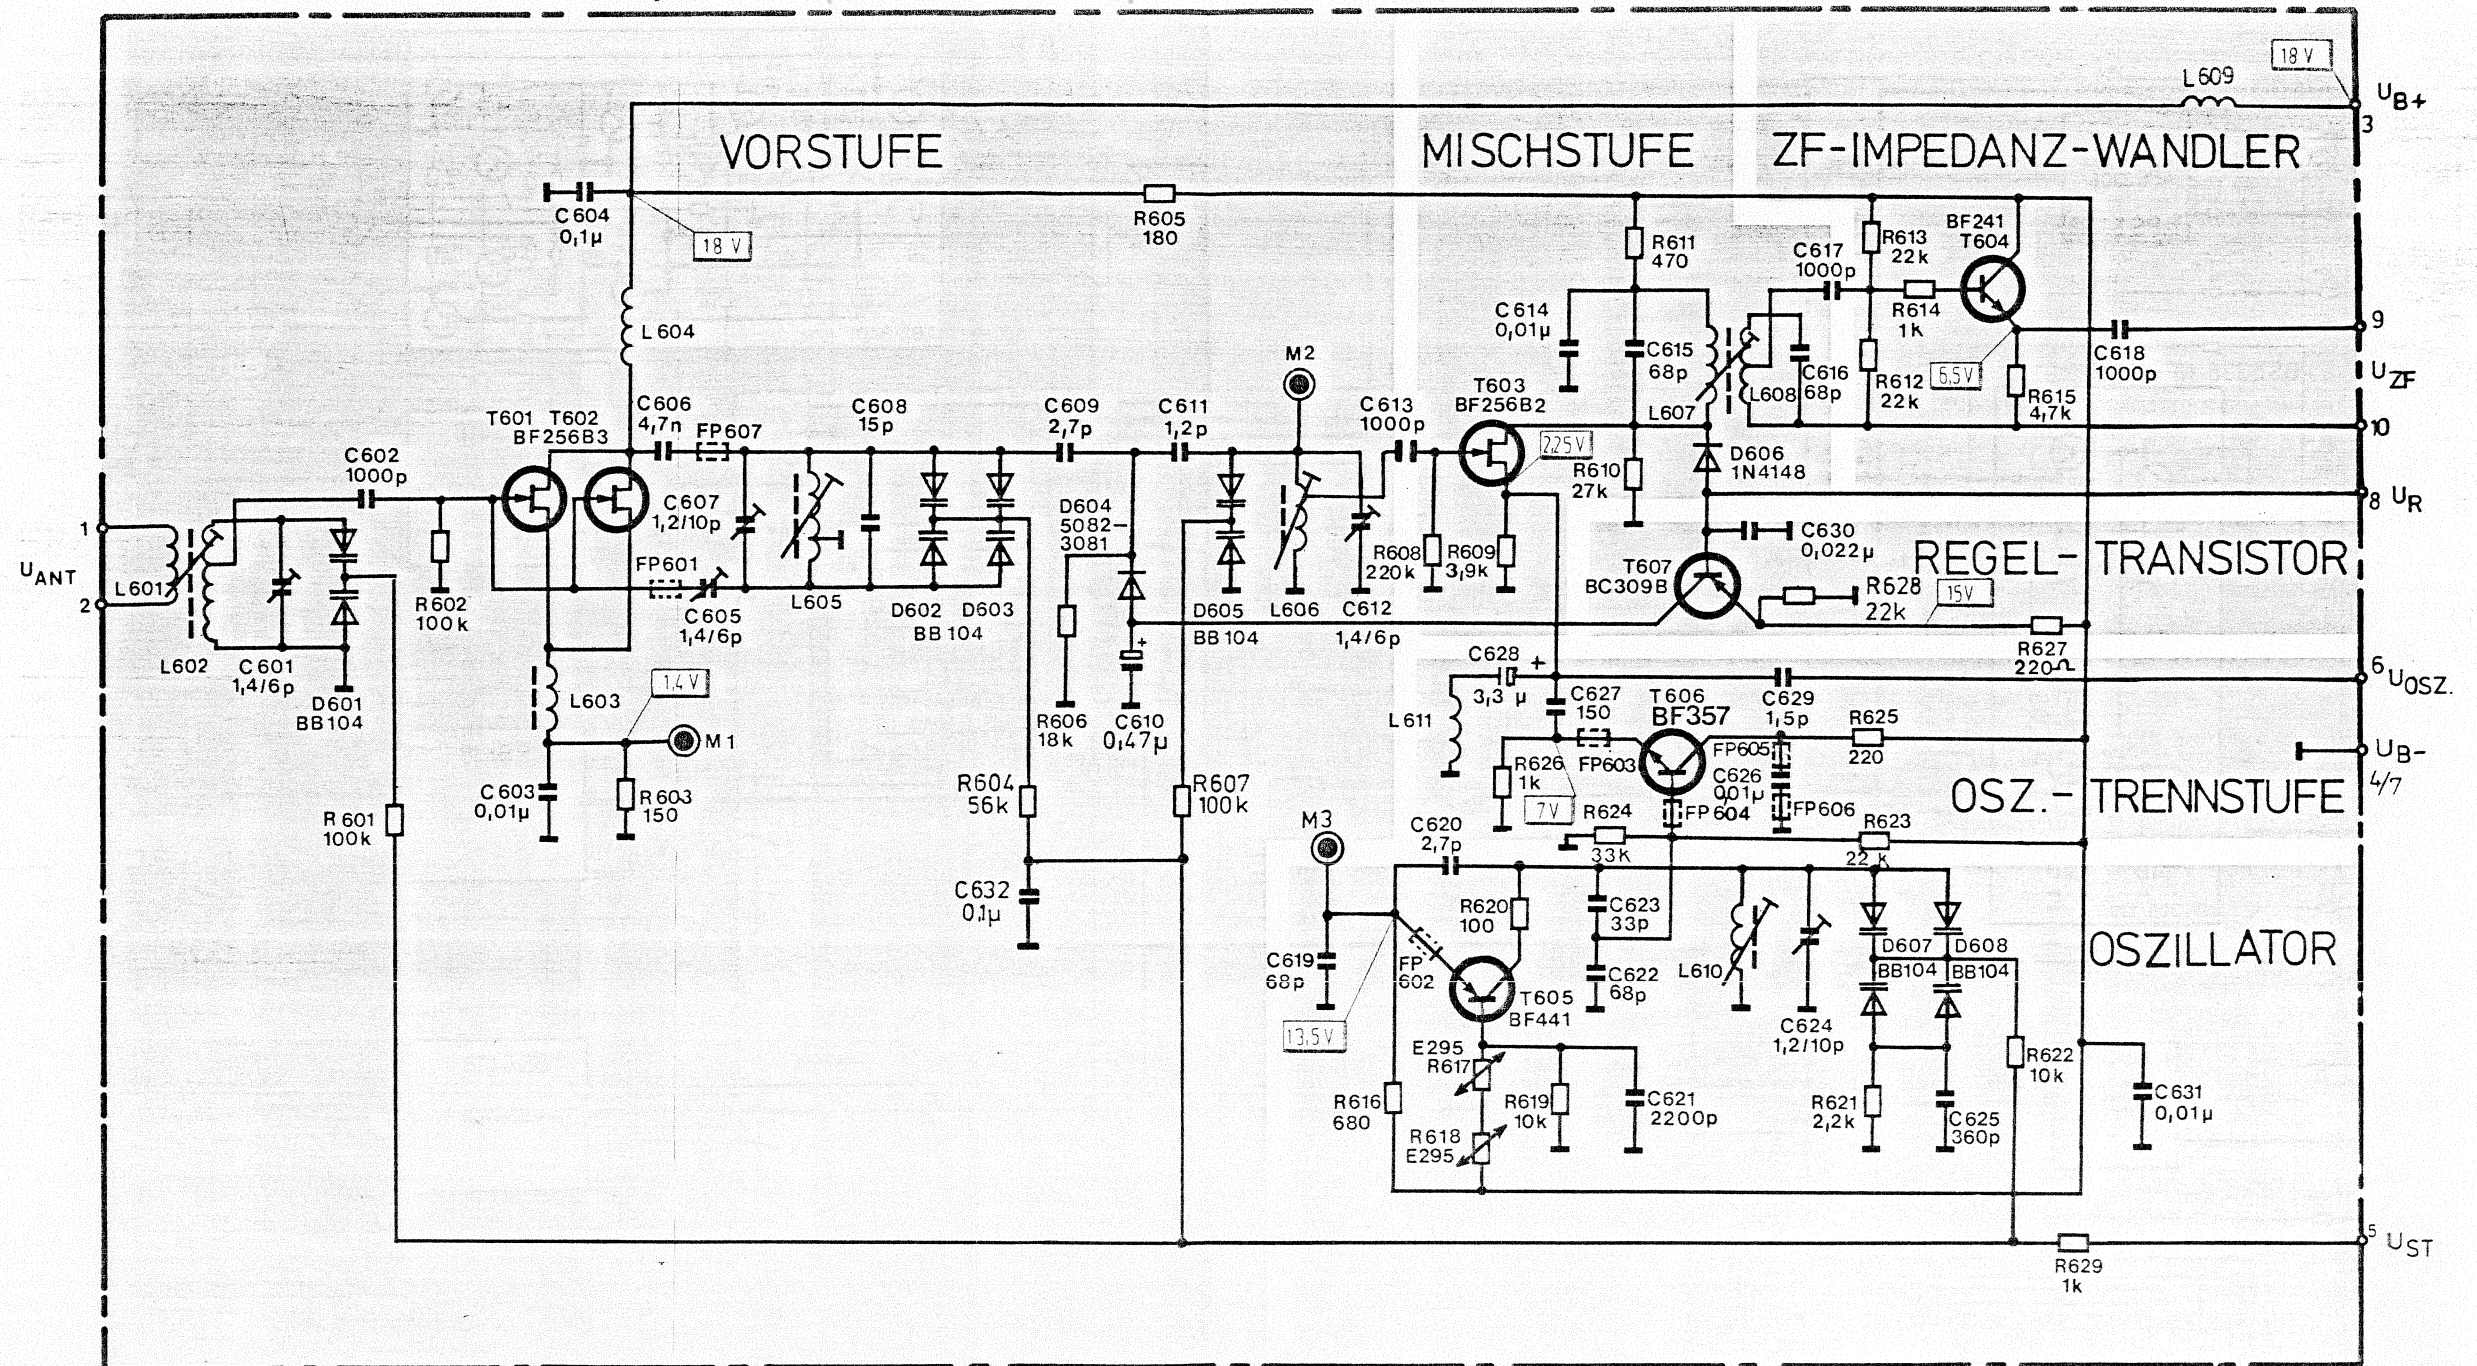 18 V
L609
UB+
3
VORSTUFE
MISCHSTUFE
ZF-IMPEDANZ-WANDLER
C604
0,1µ
18 V
R605
180
R611
470
C617
1000p
R613
22k
BF241
T604
R614
1k
C614
0,01µ
C615
68p
C616
68p
R612
22k
6,5V
R615
4,7k
C618
1000p
9
UZF
10
L604
M2
T603
BF256B2
L607
L608
T601
T602
BF256B3
C606
4,7n
FP607
C608
15p
C609
2,7p
C611
1,2p
C613
1000p
2,25V
R610
27k
D606
1N4148
8
UR
C602
1000p
C607
1,2/10p
D604
5082-
3081
C630
0,022µ
REGEL-TRANSISTOR
1
UANT
2
L601
L602
C601
1,4/6p
D601
BB104
R602
100k
FP601
C605
1,4/6p
L605
D602
D603
BB104
D605
BB104
L606
C612
1,4/6p
R608
220k
R609
3,9k
T607
BC309B
R628
22k
15V
R627
220Ω
6
UOSZ.
L603
1,4V
M1
R606
18k
C610
0,47µ
C628
3,3 µ
+
+
L611
C627
150
T606
BF357
C629
1,5p
R625
220
FP603
FP605
R626
1k
C626
0,01µ
FP606
UB-
4/7
7V
FP604
OSZ.-TRENNSTUFE
C603
0,01µ
R603
150
R604
56k
R607
100k
R601
100k
M3
C620
2,7p
R624
33k
R623
22 k
C632
0,1µ
R620
100
C623
33p
C619
68p
FP
602
T605
BF441
C622
68p
L610
C624
1,2/10p
D607
BB104
D608
BB104
OSZILLATOR
13,5V
E295
R617
R616
680
R618
E295
R619
10k
C621
2200p
R621
2,2k
C625
360p
R622
10k
C631
0,01µ
5
UST
R629
1k